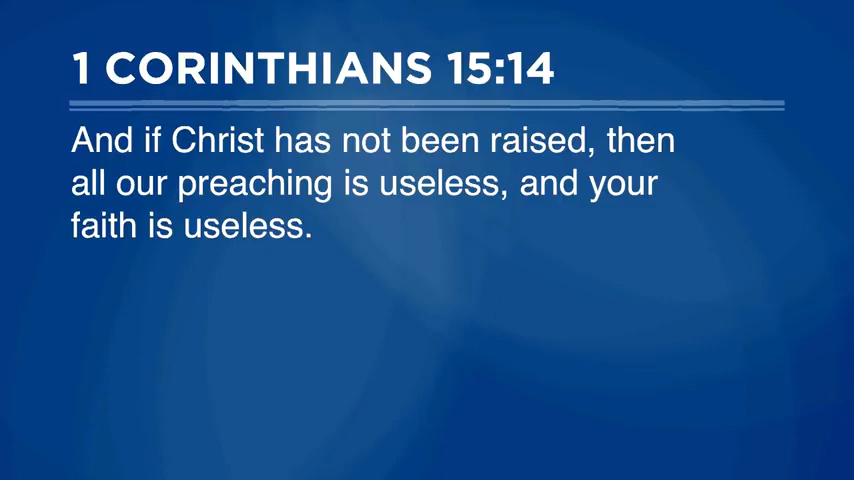 1 CORINTHIANS 15:14
And if Christ has not been raised, then
all our preaching is useless, and your
faith is useless.